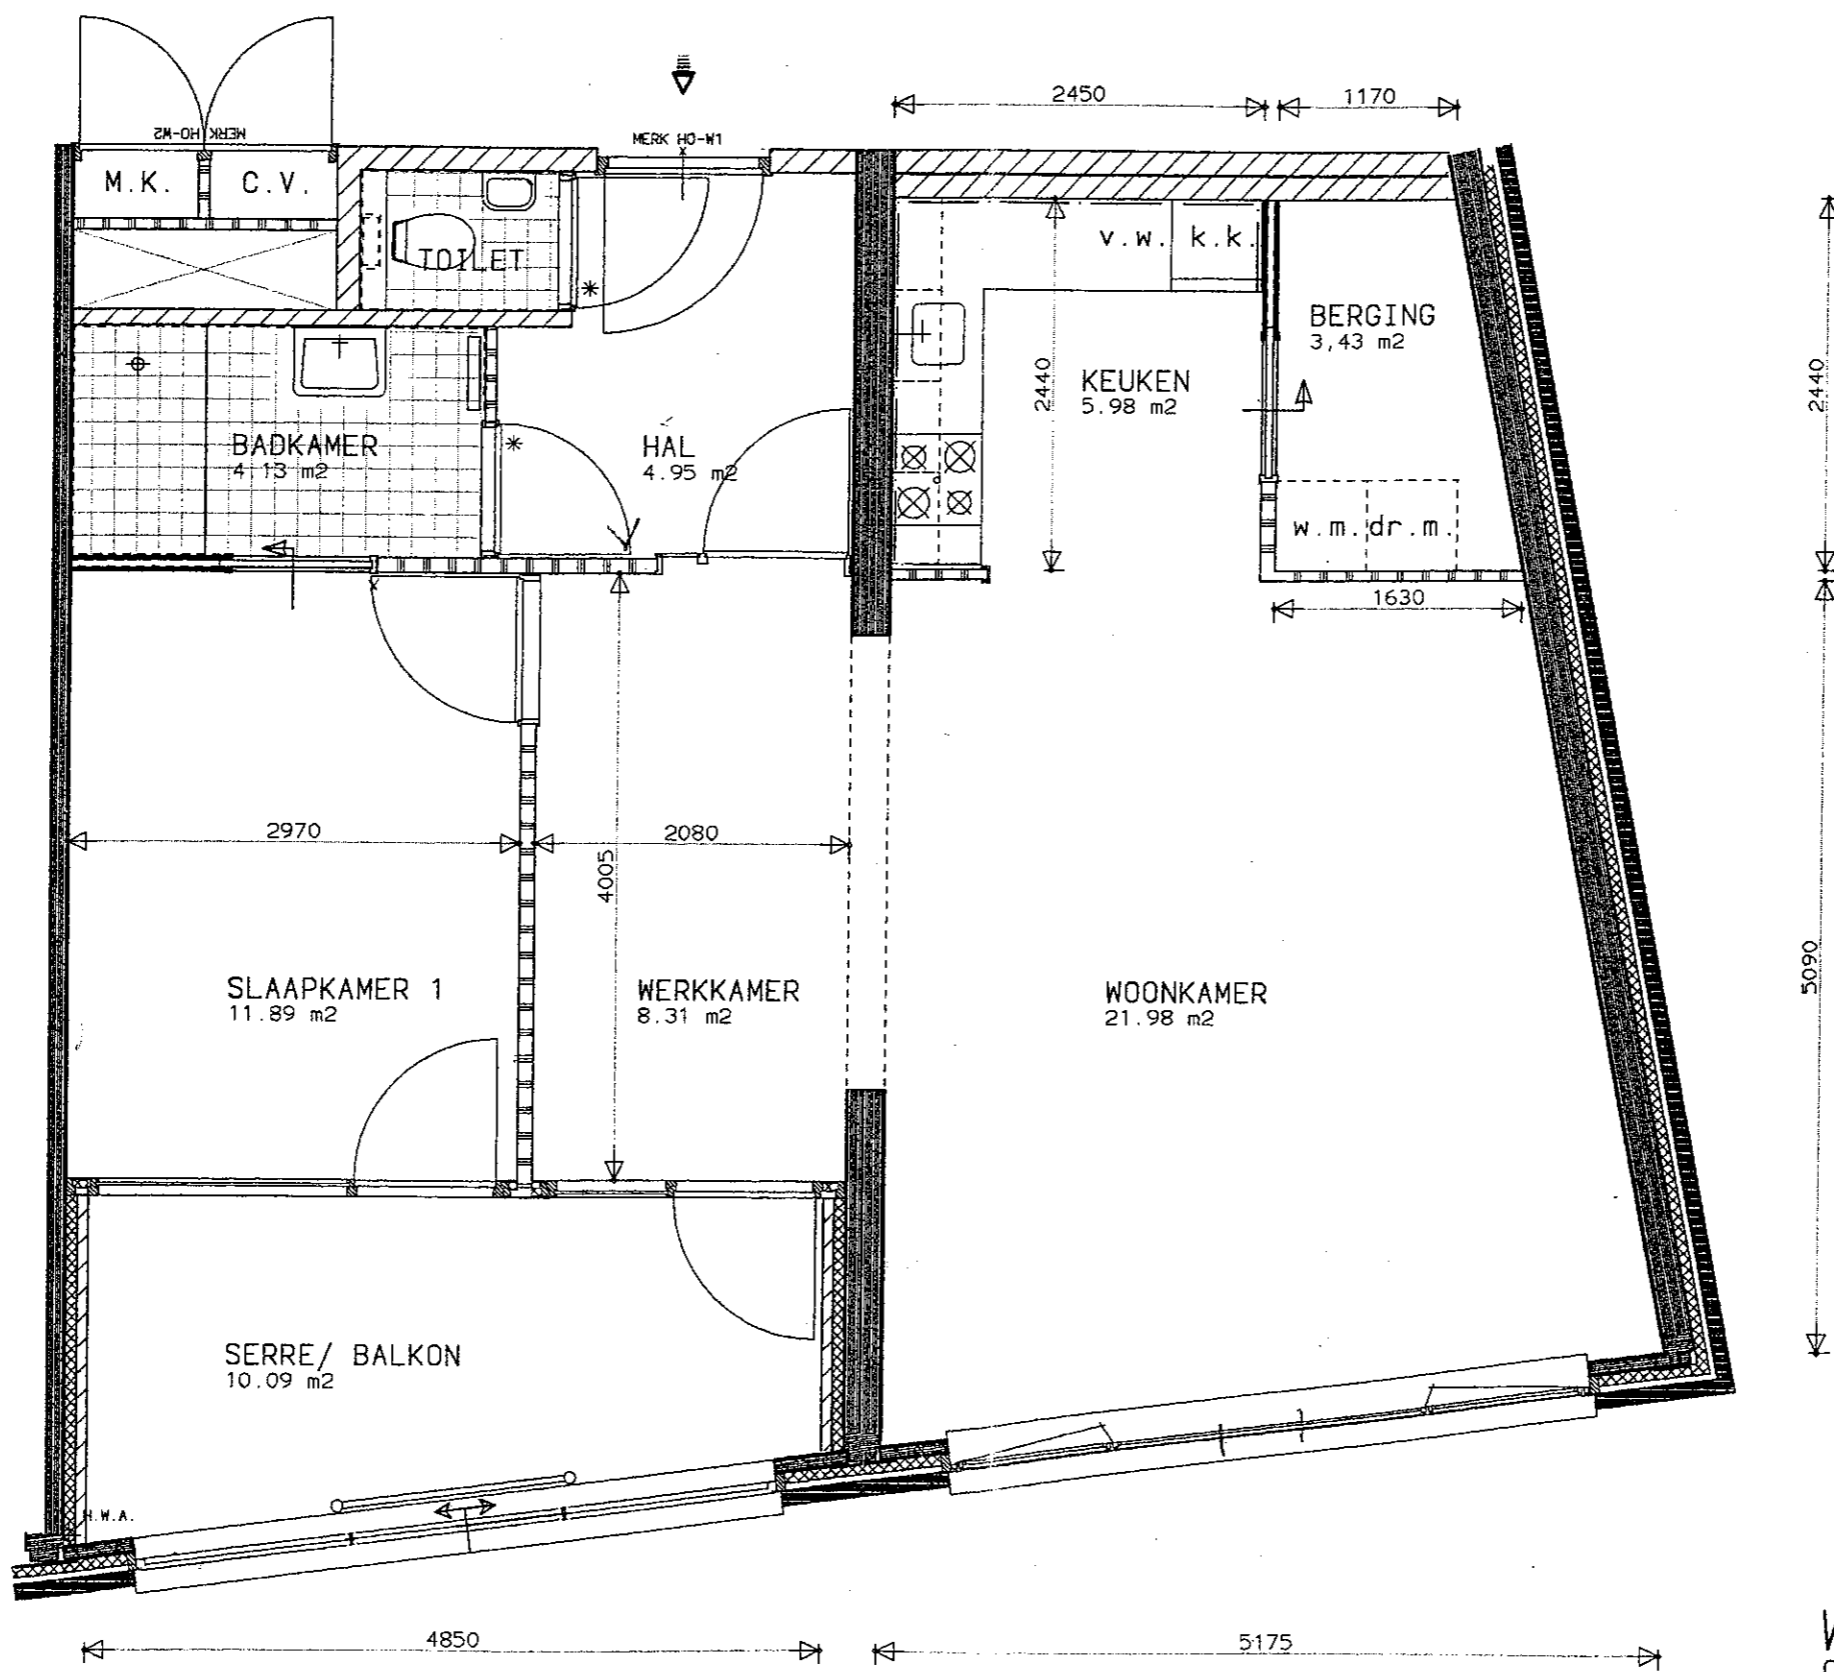 2450
1170
MERK HO-W2
MERK HO-W1
M.K.
C.V.
TOILET
v.w.
k.k.
BERGING
3,43 m2
KEUKEN
5.98 m2
2440
2440
BADKAMER
4.13 m2
HAL
4.95 m2
w.m.
dr.m.
1630
2970
2080
4005
5090
SLAAPKAMER 1
11.89 m2
WERKKAMER
8.31 m2
WOONKAMER
21.98 m2
SERRE/ BALKON
10.09 m2
H.W.A.
4850
5175